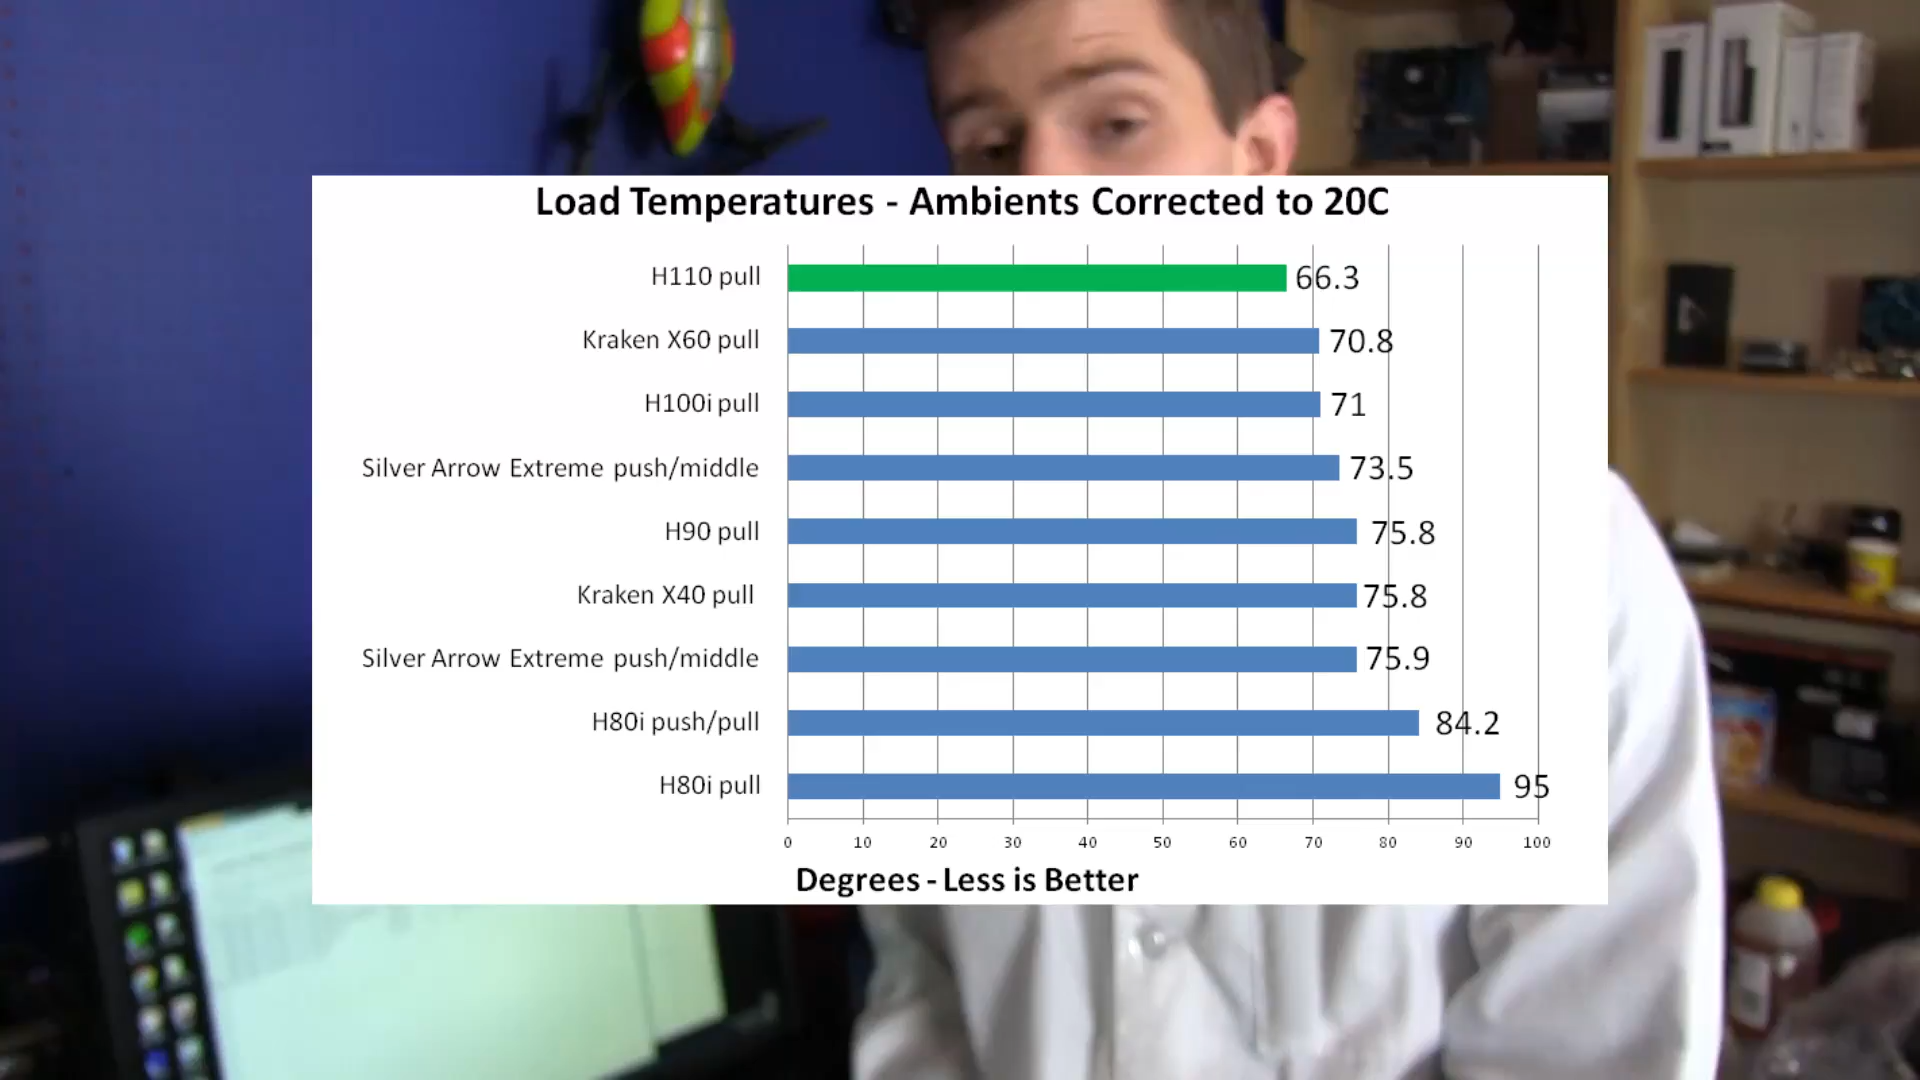 Load Temperatures - Ambients Corrected to 20C
H110 pull 66.3
Kraken X60 pull 70.8
H100i pull 71
Silver Arrow Extreme push/middle 73.5
H90 pull 75.8
Kraken X40 pull 75.8
Silver Arrow Extreme push/middle 75.9
H80i push/pull 84.2
H80i pull 95
0 10 20 30 40 50 60 70 80 90 100
Degrees - Less is Better